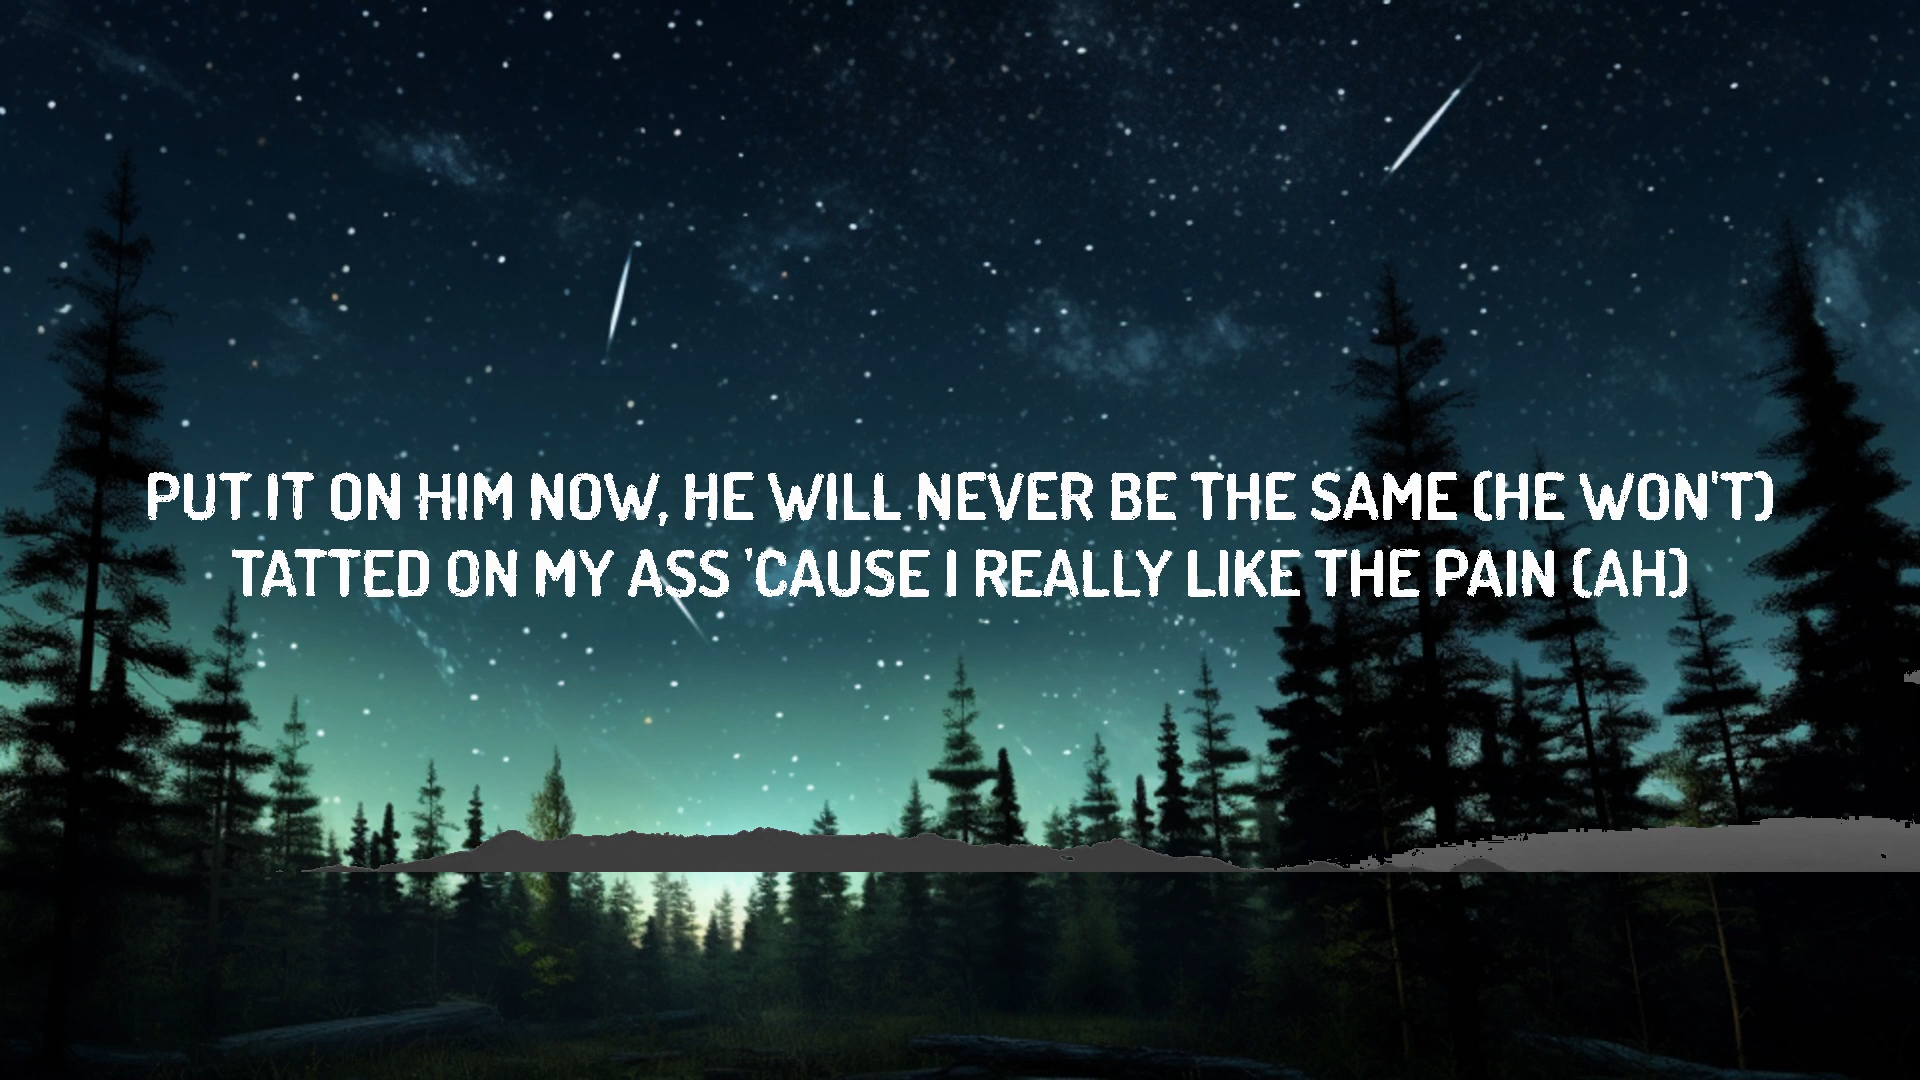 PUT IT ON HIM NOW, HE WILL NEVER BE THE SAME (HE WON'T)
TATTED ON MY ASS 'CAUSE I REALLY LIKE THE PAIN (AH)